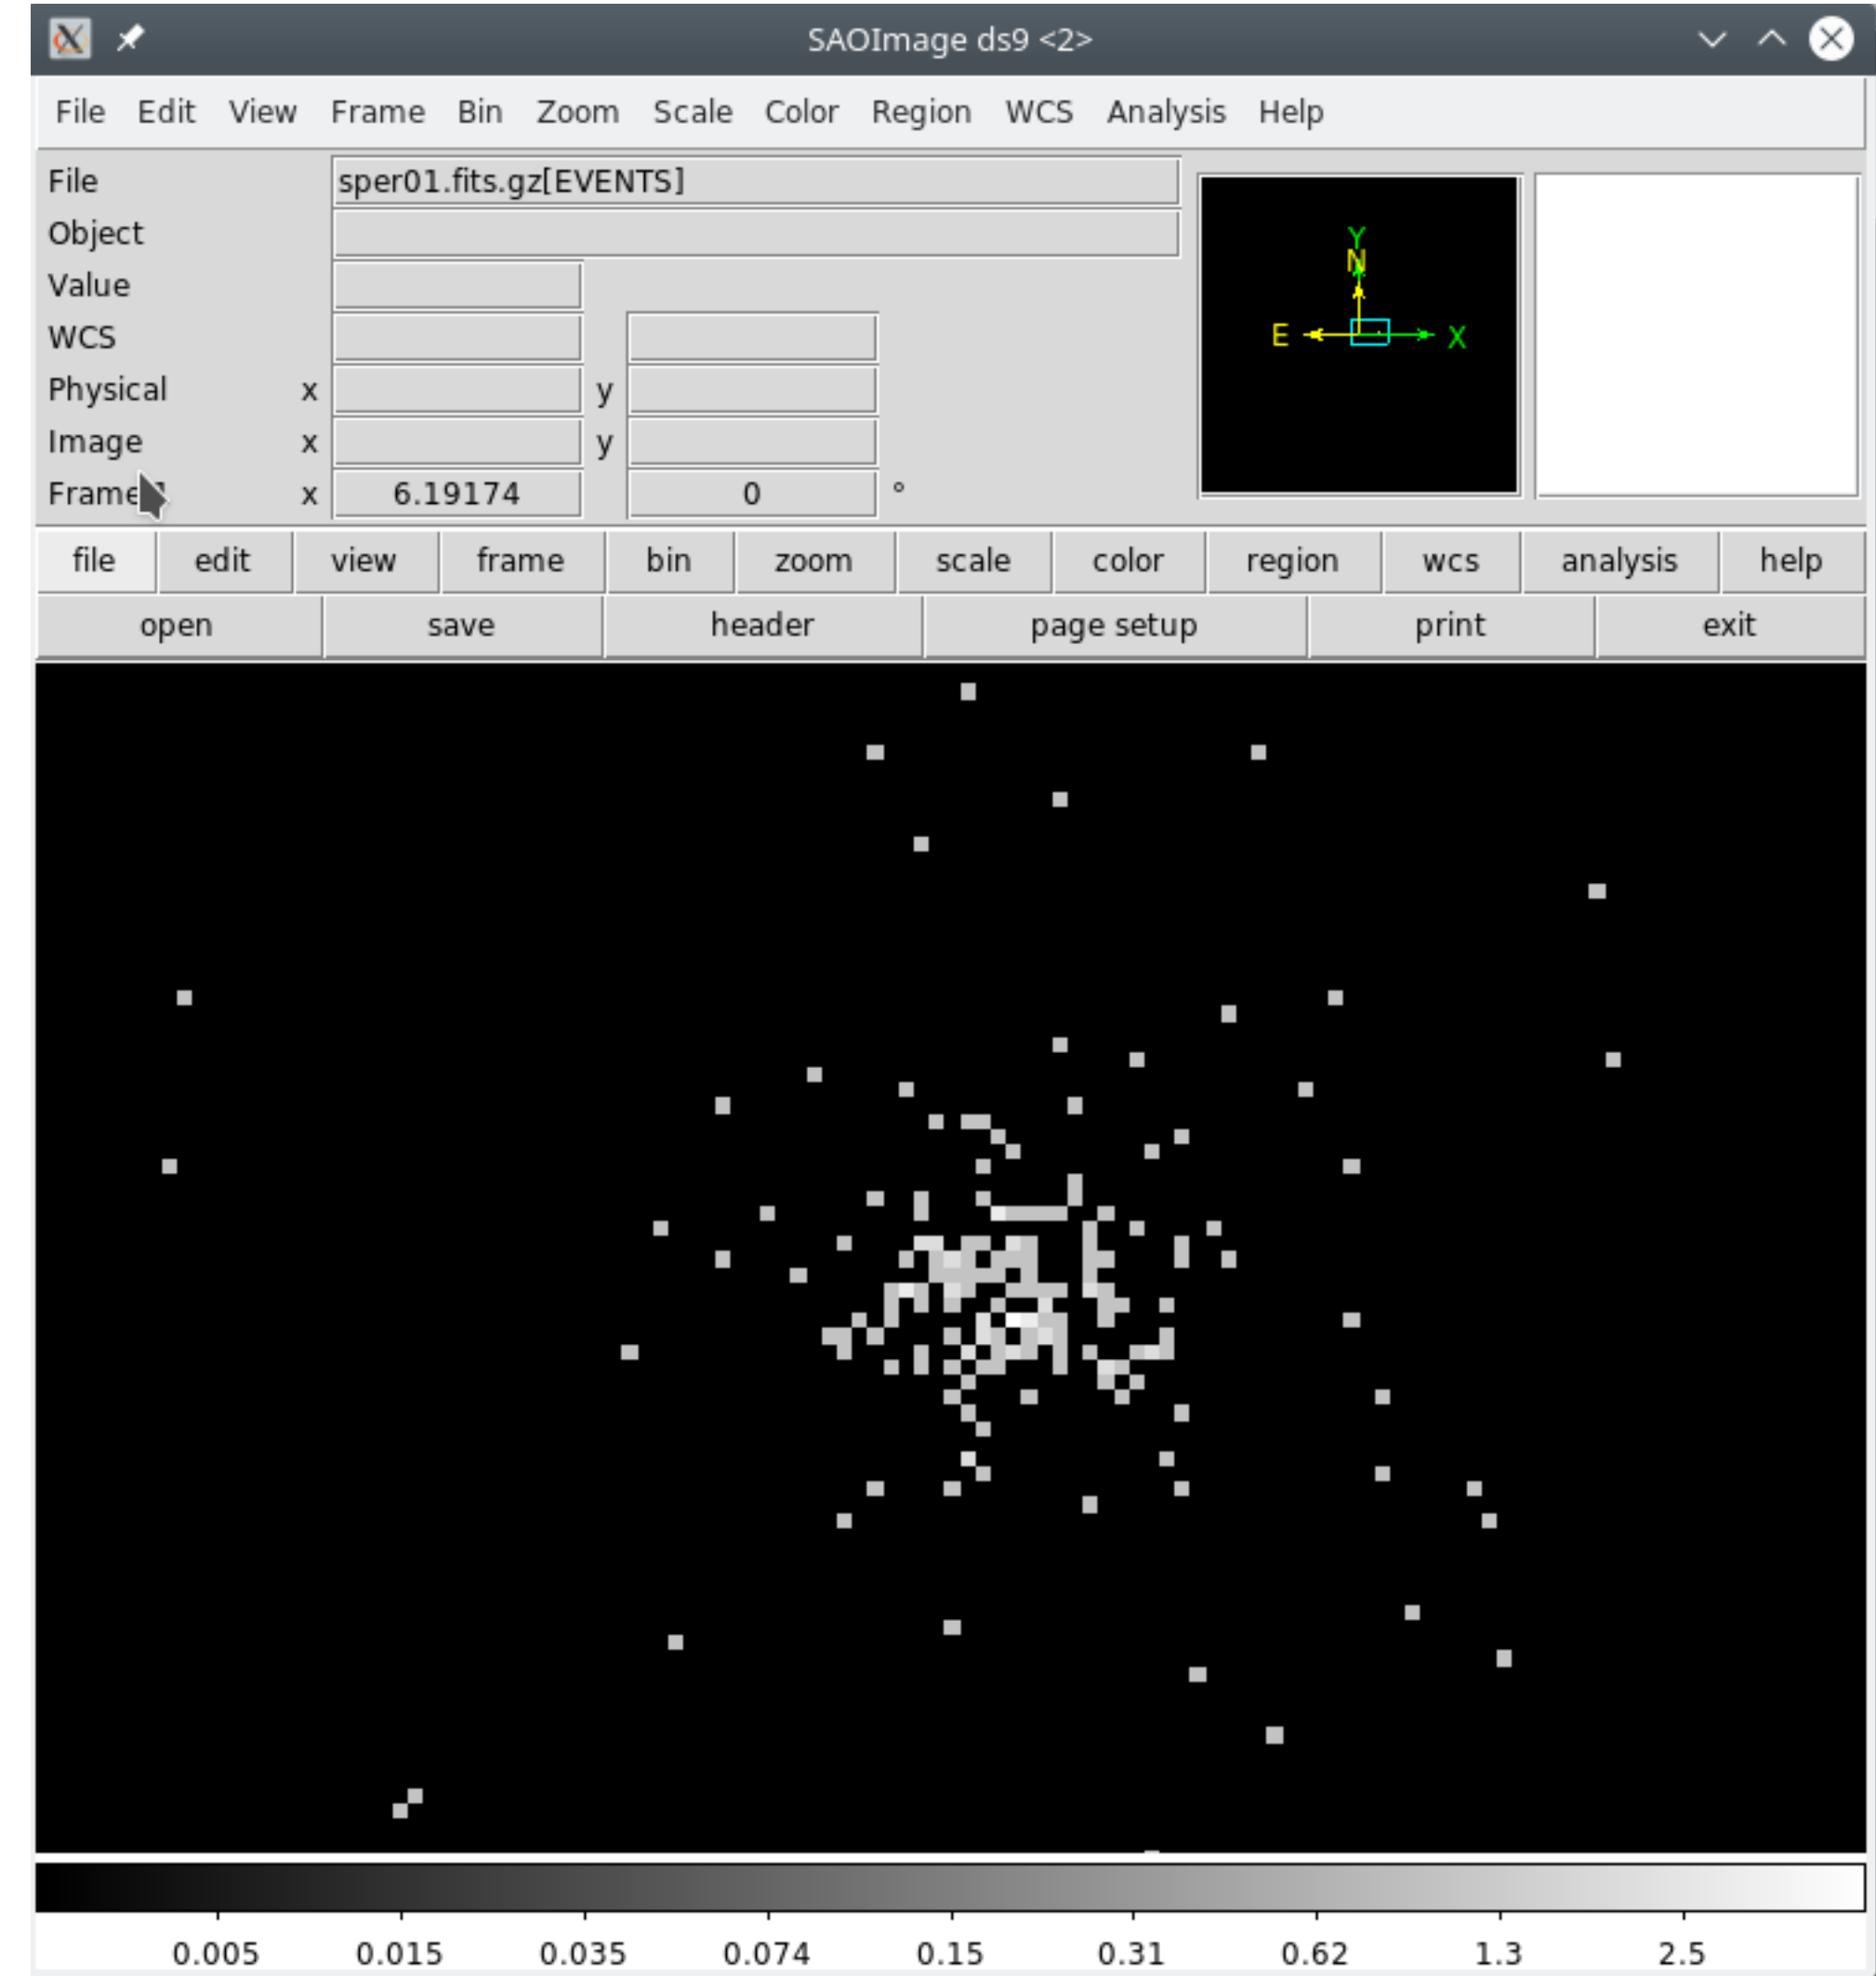 SAOImage ds9 <2>
File Edit View Frame Bin Zoom Scale Color Region WCS Analysis Help
File sper01.fits.gz[EVENTS]
Object
Value
WCS
Physical x y
Image x y
Frame x 6.19174 0 °
Y
N
E X
file edit view frame bin zoom scale color region wcs analysis help
open save header page setup print exit
0.005 0.015 0.035 0.074 0.15 0.31 0.62 1.3 2.5